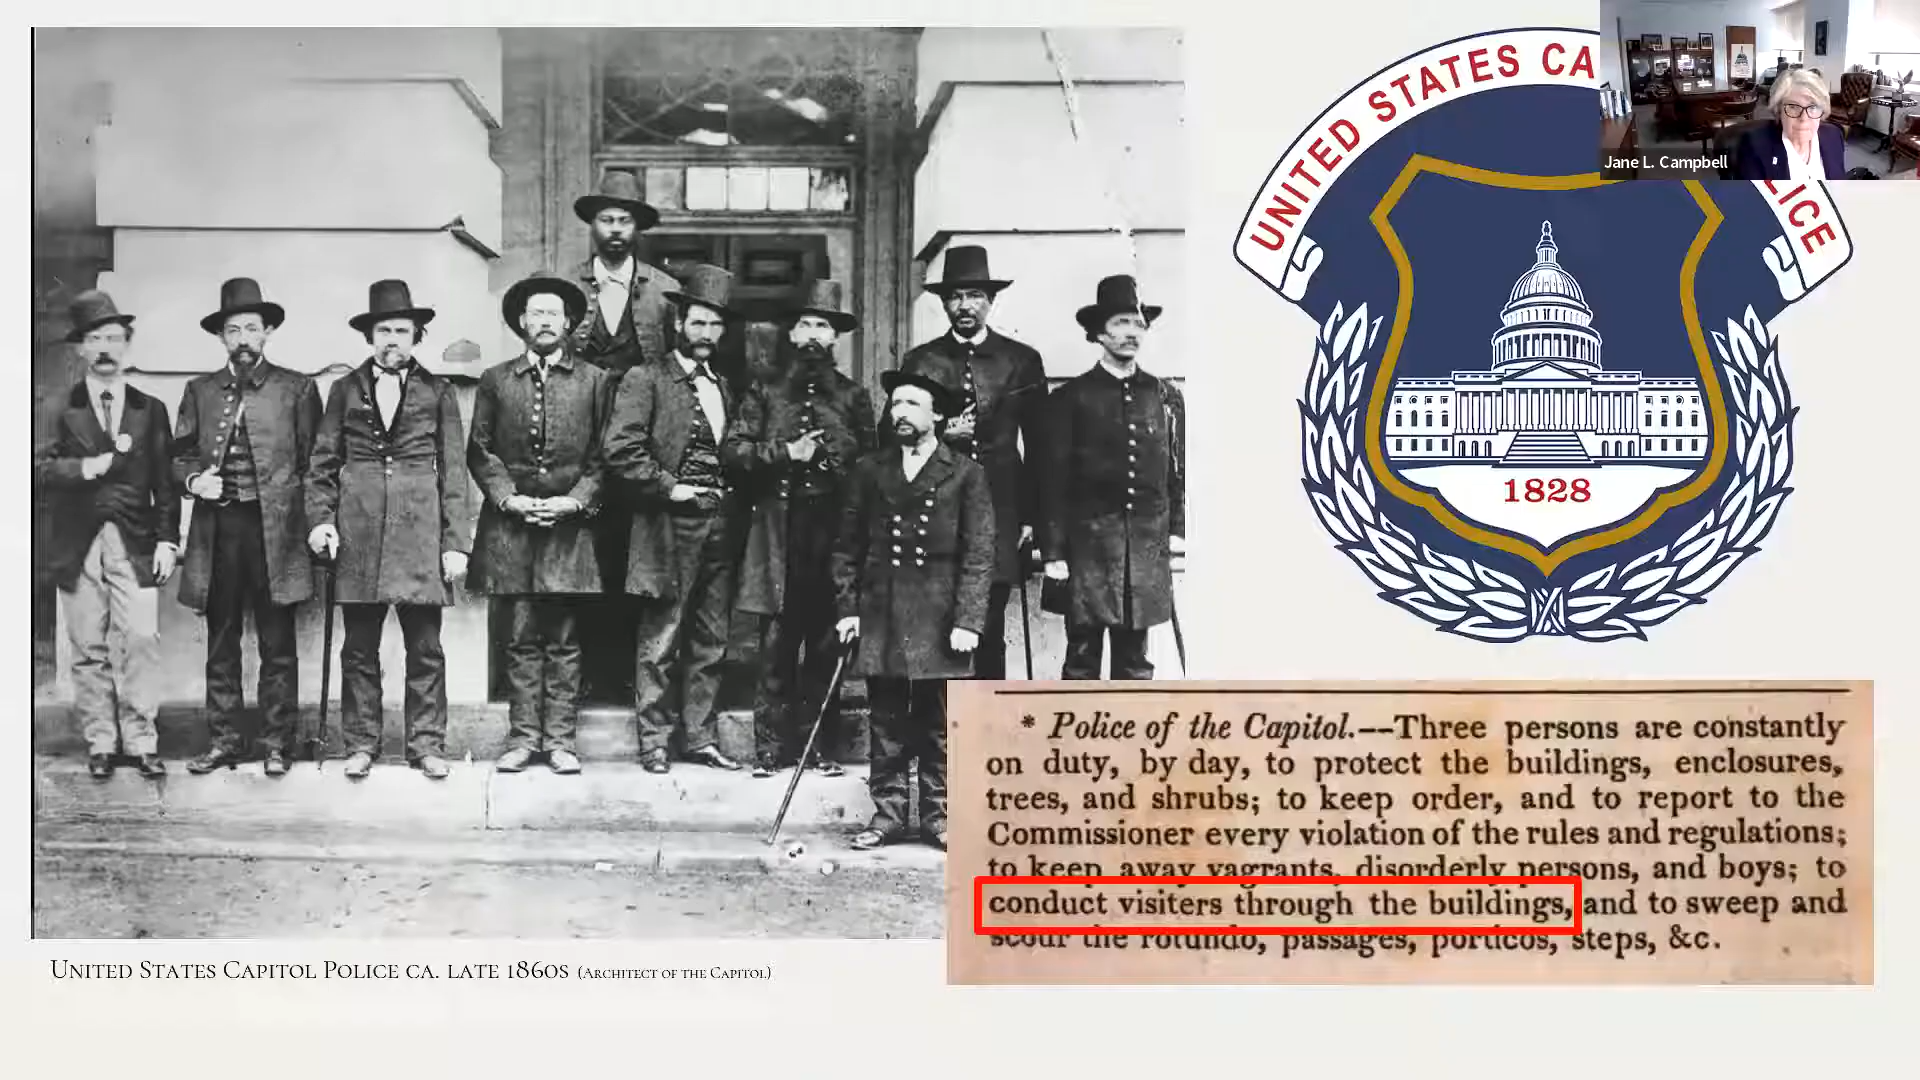 UNITED STATES CA
LICE
Jane L. Campbell
1828
* Police of the Capitol.--Three persons are constantly
on duty, by day, to protect the buildings, enclosures,
trees, and shrubs; to keep order, and to report to the
Commissioner every violation of the rules and regulations;
to keep away vagrants, disorderly persons, and boys; to
conduct visiters through the buildings, and to sweep and
scour the rotundo, passages, porticos, steps, &c.
UNITED STATES CAPITOL POLICE CA. LATE 1860S (ARCHITECT OF THE CAPITOL)